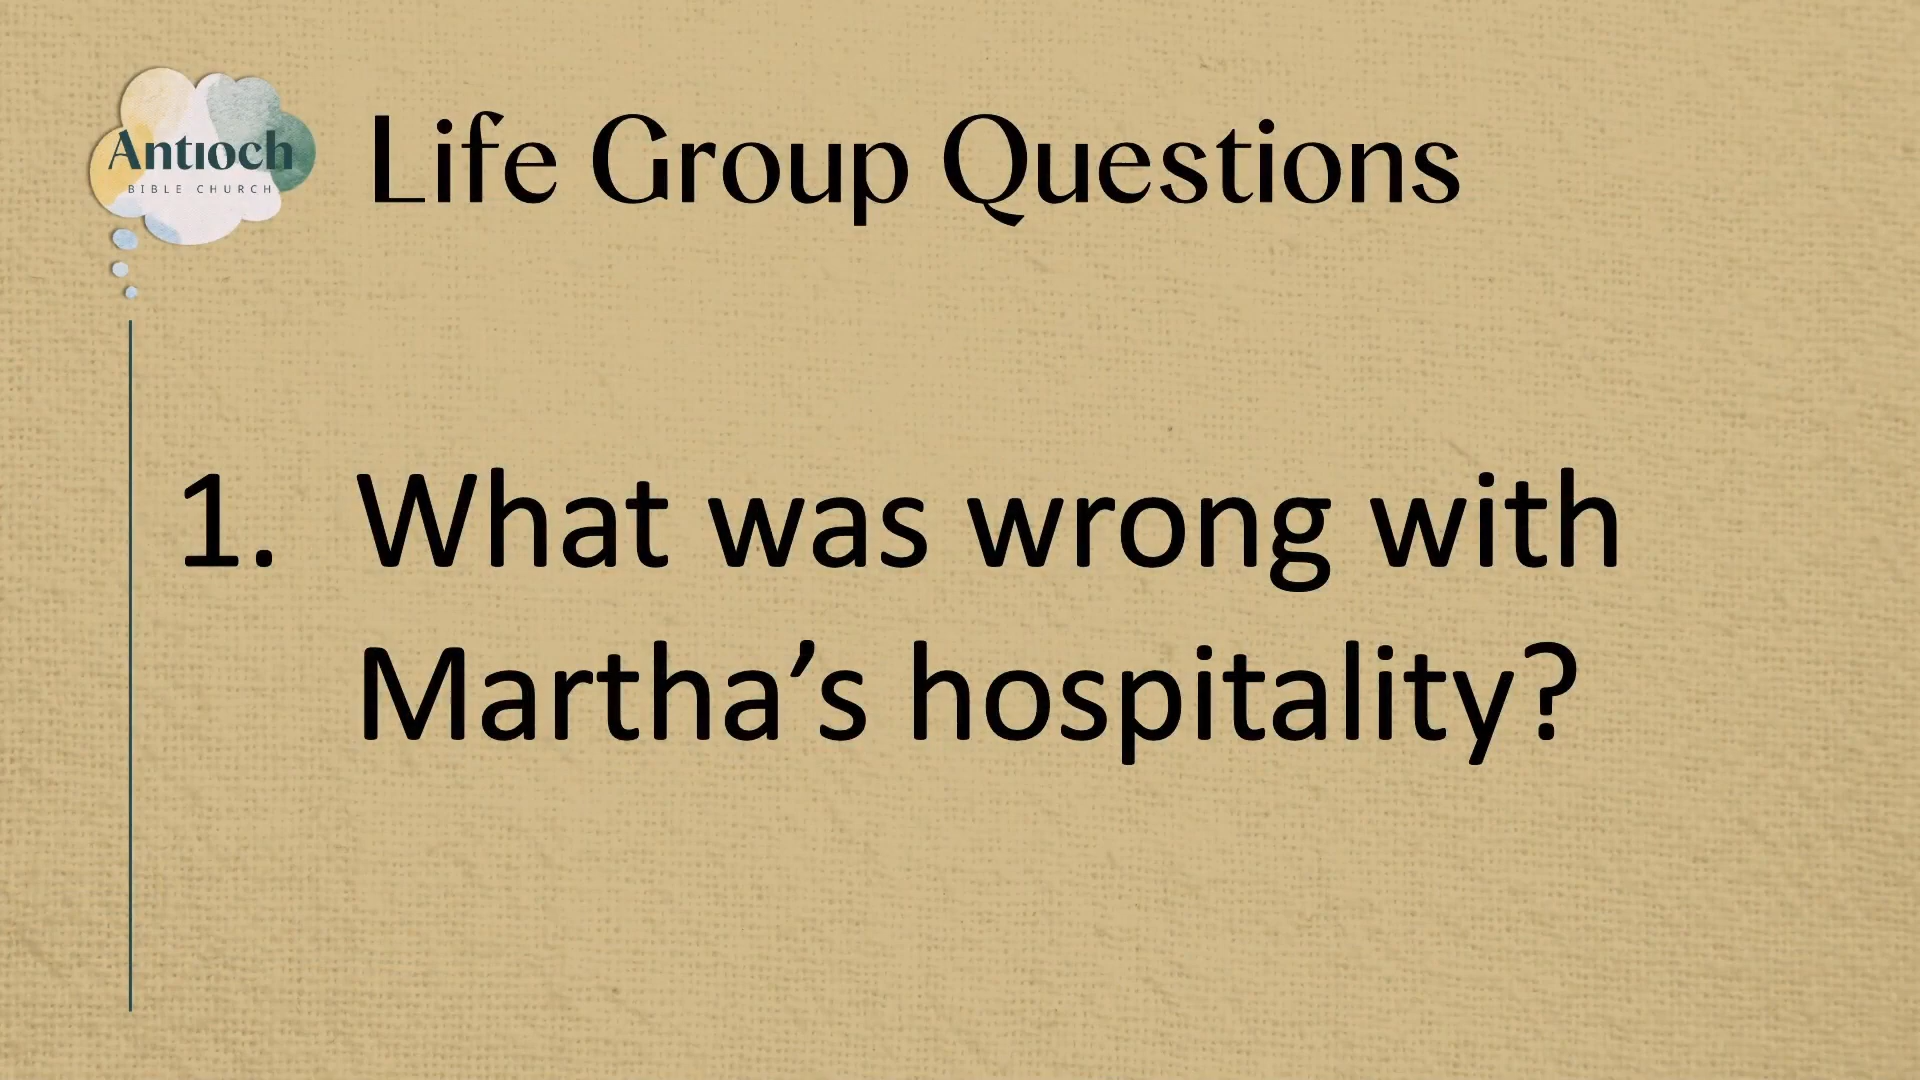 Antioch
BIBLE CHURCH
Life Group Questions
1. What was wrong with
Martha’s hospitality?